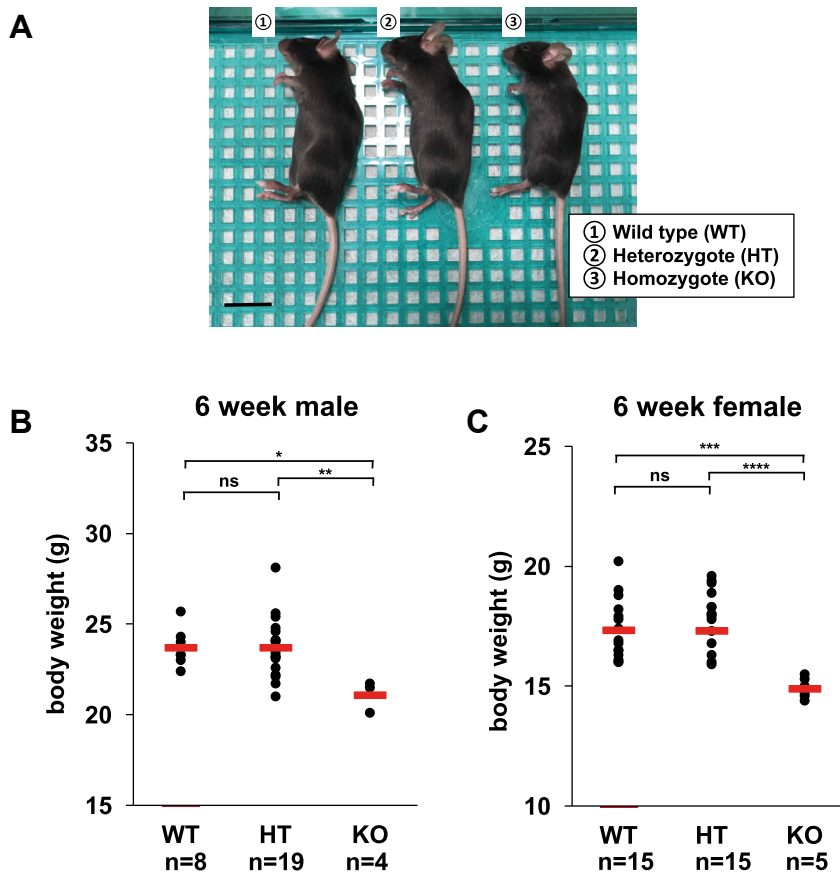 A
① ② ③
① Wild type (WT)
② Heterozygote (HT)
③ Homozygote (KO)
B
6 week male
35
30
25
20
15
body weight (g)
*
**
ns
WT HT KO
n=8 n=19 n=4
C
6 week female
25
20
15
10
body weight (g)
***
****
ns
WT HT KO
n=15 n=15 n=5